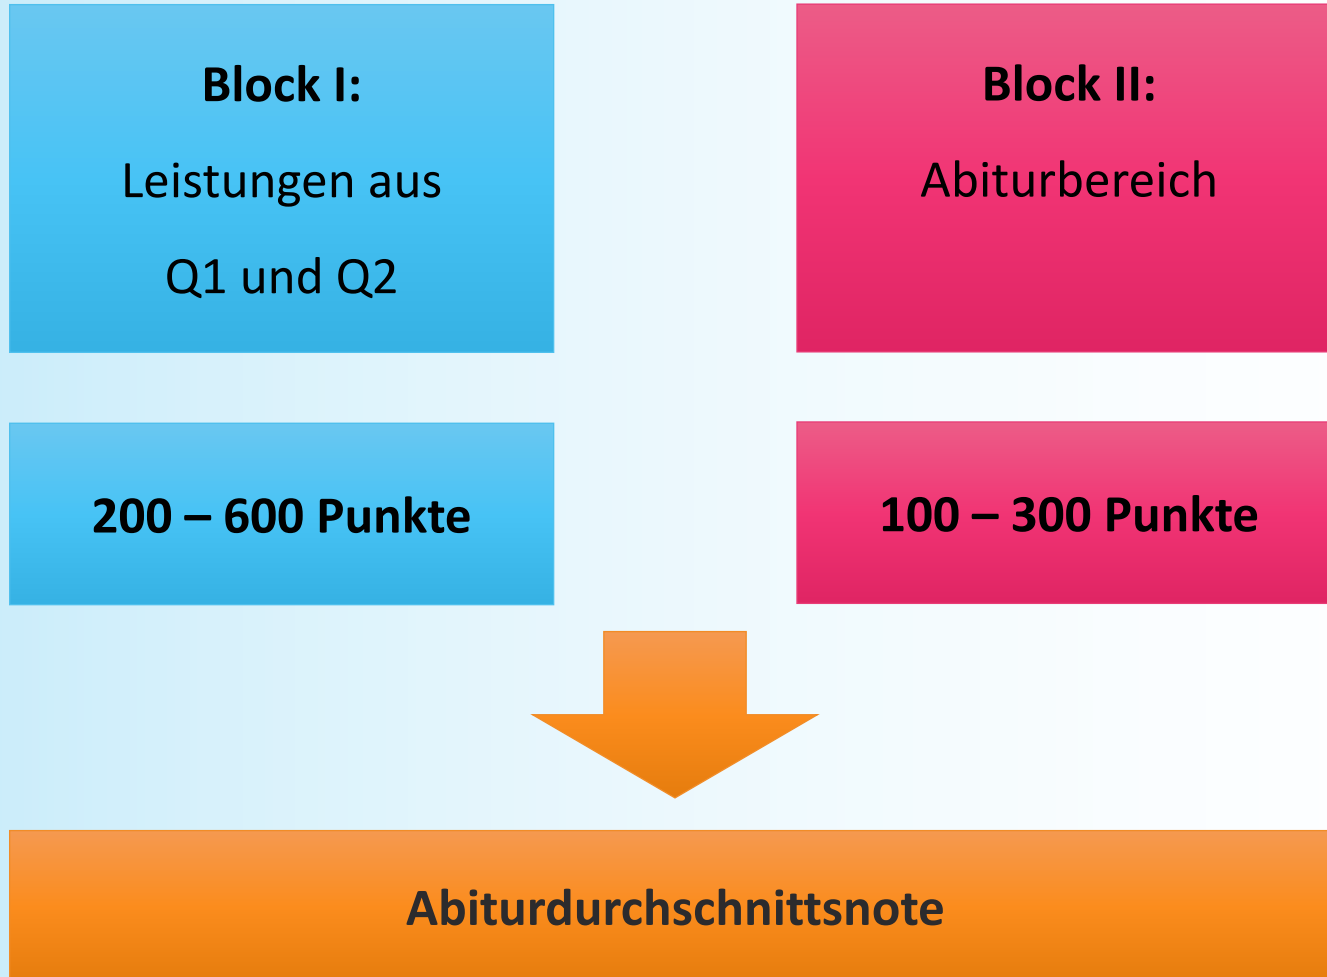 Block I:
Leistungen aus
Q1 und Q2
Block II:
Abiturbereich
200 – 600 Punkte
100 – 300 Punkte
Abiturdurchschnittsnote